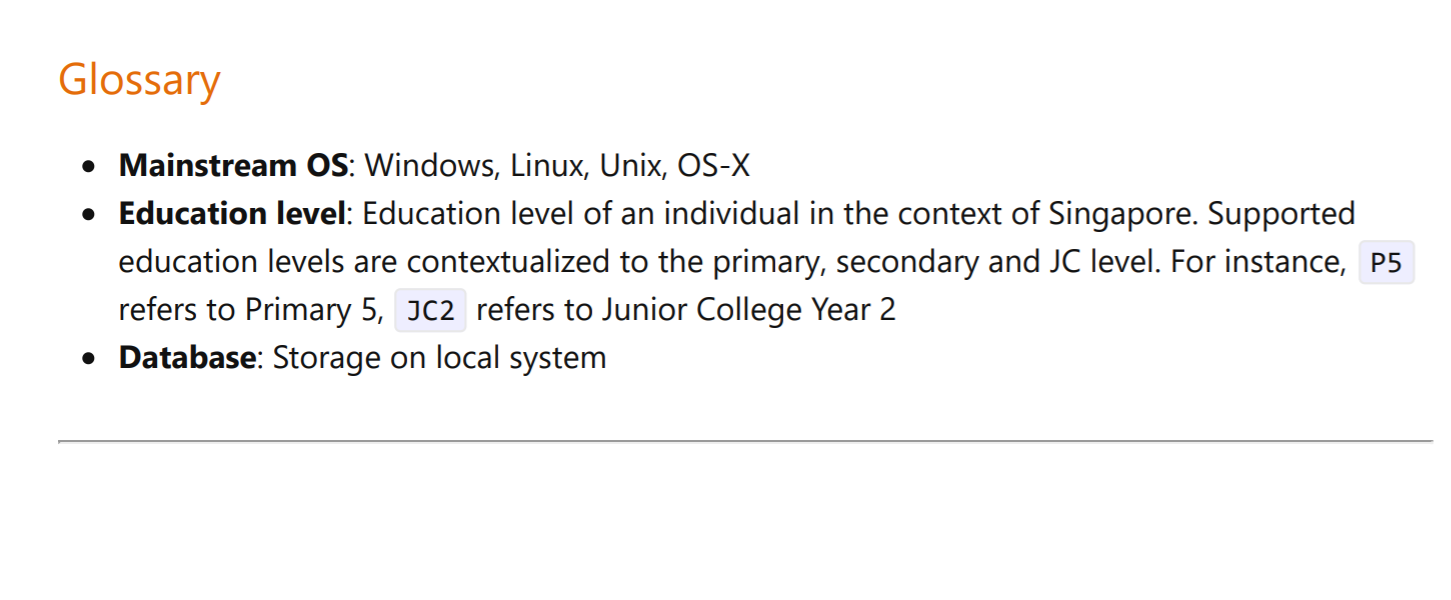 Glossary
Mainstream OS: Windows, Linux, Unix, OS-X
Education level: Education level of an individual in the context of Singapore. Supported
education levels are contextualized to the primary, secondary and JC level. For instance, P5
refers to Primary 5, JC2 refers to Junior College Year 2
Database: Storage on local system